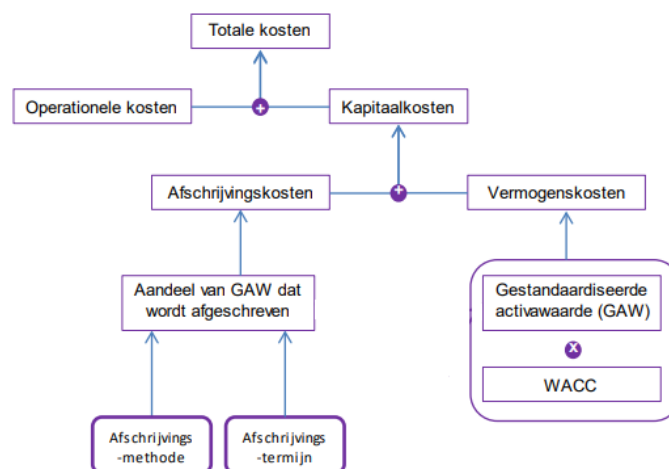 Totale kosten
Operationele kosten
+
Kapitaalkosten
Afschrijvingskosten
+
Vermogenskosten
Aandeel van GAW dat
wordt afgeschreven
Gestandaardiseerde
activawaarde (GAW)
x
WACC
Afschrijvings
-methode
Afschrijvings
-termijn